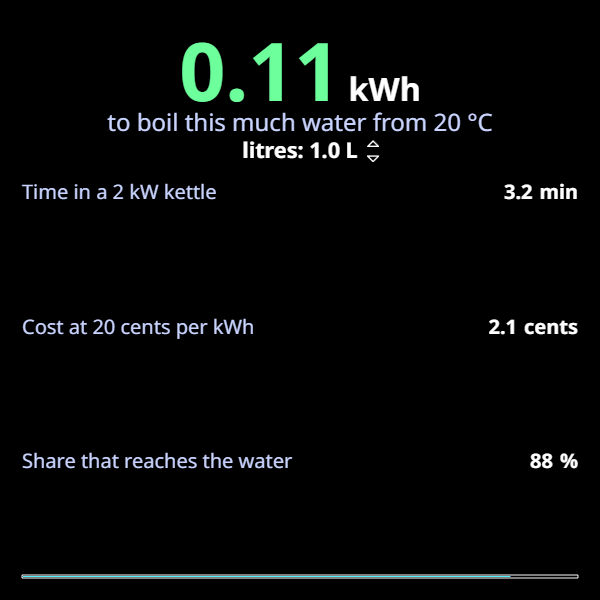 0.11 kWh
to boil this much water from 20 °C
litres: 1.0 L
Time in a 2 kW kettle 3.2 min
Cost at 20 cents per kWh 2.1 cents
Share that reaches the water 88 %